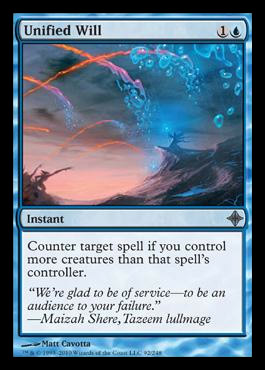 Unified Will 1
Instant
Counter target spell if you control
more creatures than that spell's
controller.
"We're glad to be of service—to be an
audience to your failure."
—Maizah Shere, Tazeem lullmage
Matt Cavotta
™ & © 1993–2010 Wizards of the Coast LLC 92/248